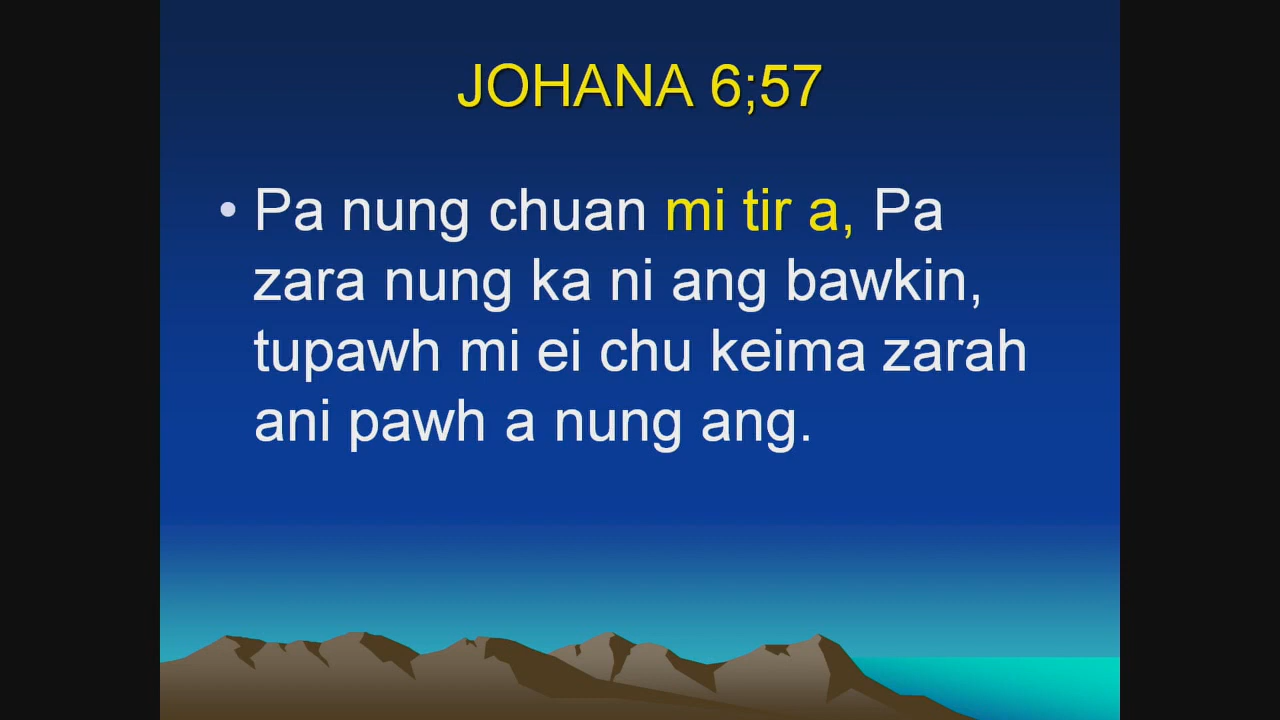 JOHANA 6;57
• Pa nung chuan mi tir a, Pa
zara nung ka ni ang bawkin,
tupawh mi ei chu keima zarah
ani pawh a nung ang.